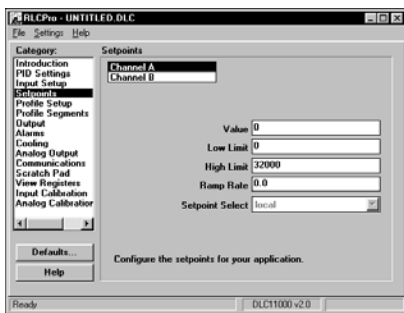 RLCPro - UNTITLED.DLC
File Settings Help
Category:
Introduction
PID Settings
Input Setup
Setpoints
Profile Setup
Profile Segments
Output
Alarms
Cooling
Analog Output
Communications
Scratch Pad
View Registers
Input Calibration
Analog Calibration
Defaults...
Help
Setpoints
Channel A
Channel B
Value 0
Low Limit 0
High Limit 32000
Ramp Rate 0.0
Setpoint Select local
Configure the setpoints for your application.
Ready
DLC11000 v2.0